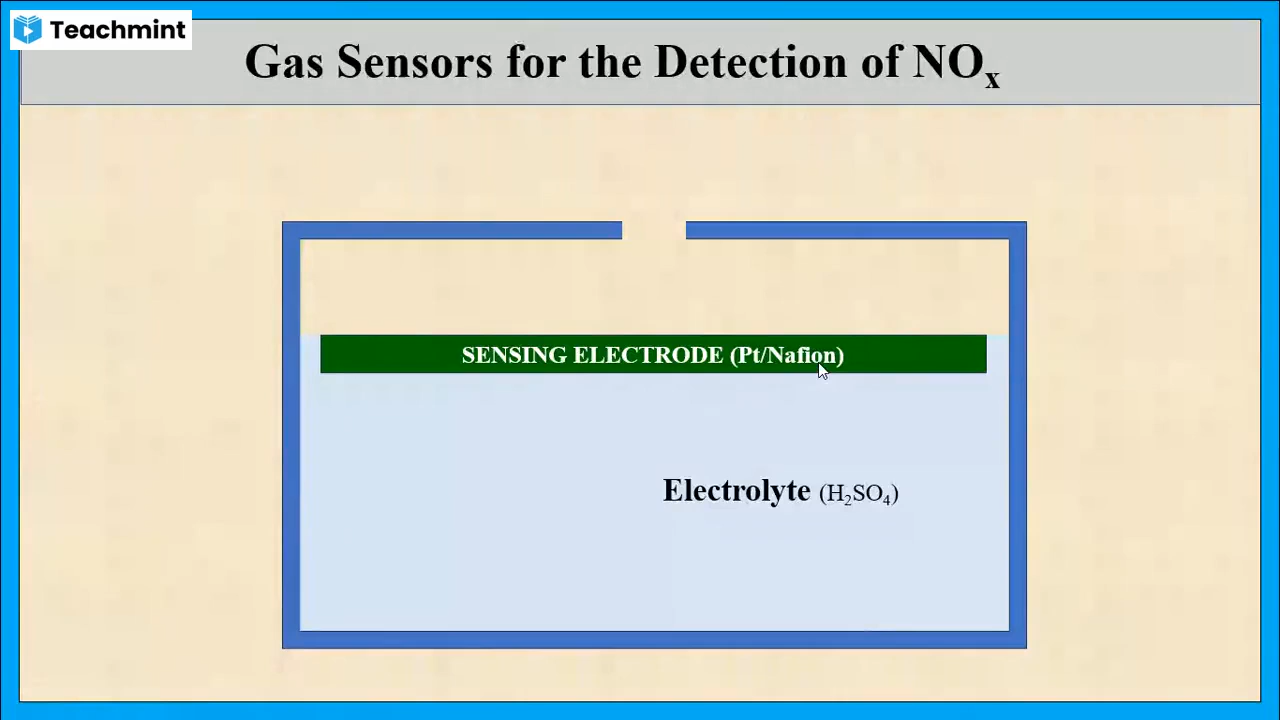 Teachmint
Gas Sensors for the Detection of NOₓ
SENSING ELECTRODE (Pt/Nafion)
Electrolyte (H₂SO₄)